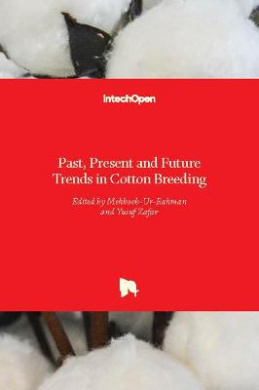 IntechOpen
Past, Present and Future
Trends in Cotton Breeding
Edited by Mehboob-Ur-Rahman
and Yusuf Zafar